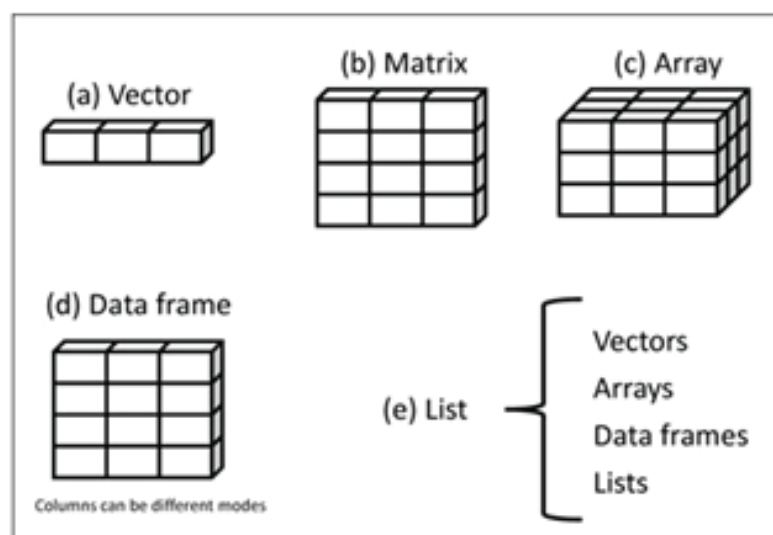 (a) Vector
(b) Matrix
(c) Array
(d) Data frame
Columns can be different modes
(e) List
Vectors
Arrays
Data frames
Lists